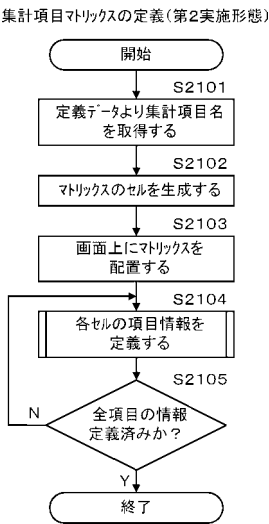 集計項目マトリックスの定義(第2実施形態)
開始
S2101
定義データより集計項目名
を取得する
S2102
マトリックスのセルを生成する
S2103
画面上にマトリックスを
配置する
S2104
各セルの項目情報を
定義する
S2105
全項目の情報
定義済みか?
N
Y
終了